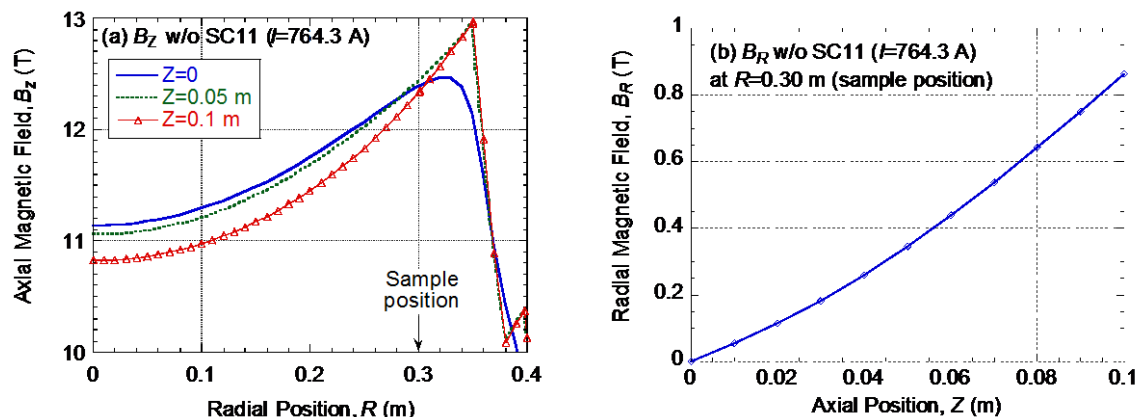 (a) B_Z w/o SC11 (I=764.3 A)
Z=0
Z=0.05 m
Z=0.1 m
Sample
position
Axial Magnetic Field, B_z (T)
13
12
11
10
0
0.1
0.2
0.3
0.4
Radial Position, R (m)
(b) B_R w/o SC11 (I=764.3 A)
at R=0.30 m (sample position)
Radial Magnetic Field, B_R (T)
1
0.8
0.6
0.4
0.2
0
0
0.02
0.04
0.06
0.08
0.1
Axial Position, Z (m)